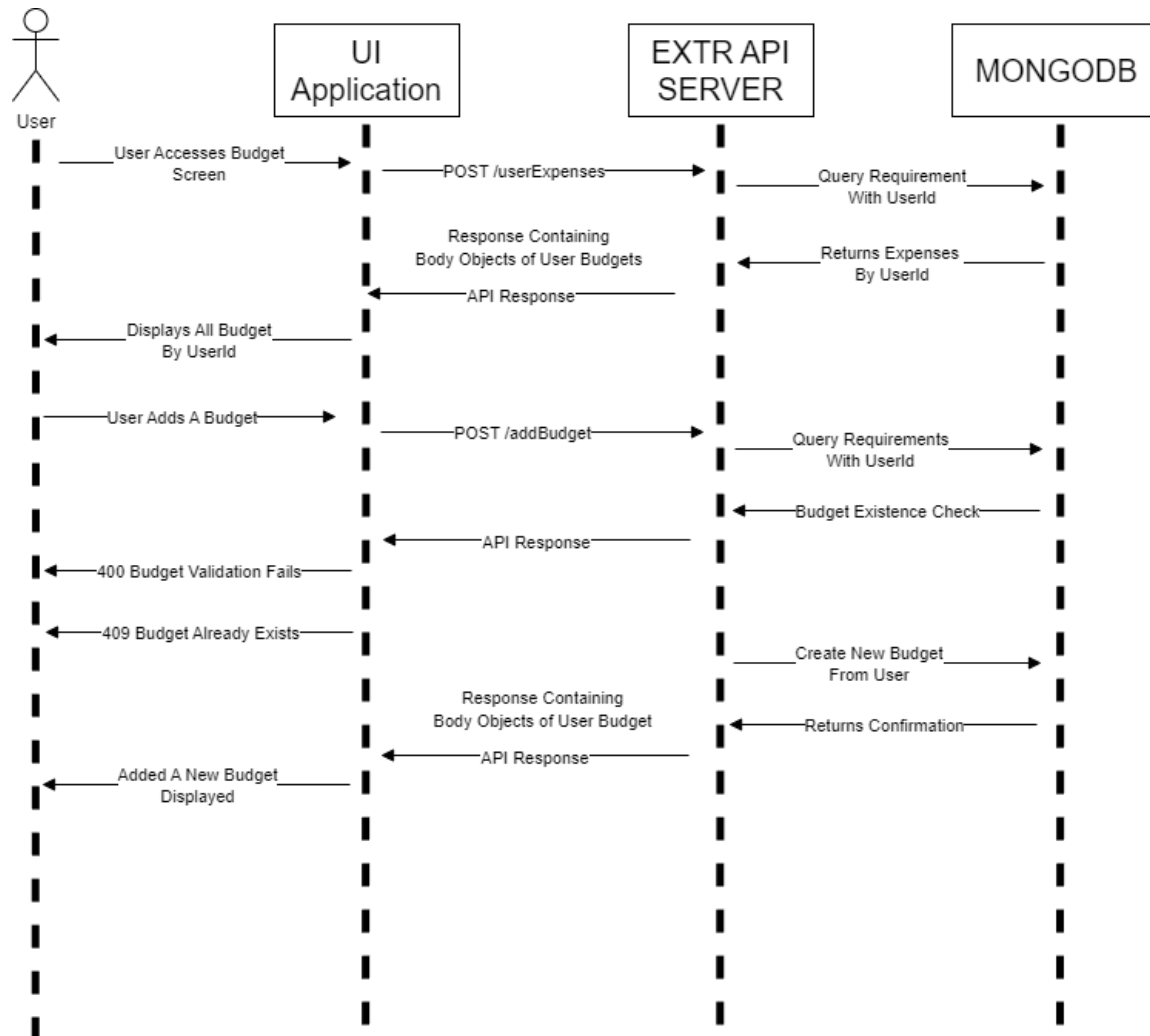 UI
Application
EXTR API
SERVER
MONGODB
User
User Accesses Budget
Screen
POST /userExpenses
Query Requirement
With UserId
Response Containing
Body Objects of User Budgets
Returns Expenses
By UserId
API Response
Displays All Budget
By UserId
User Adds A Budget
POST /addBudget
Query Requirements
With UserId
Budget Existence Check
API Response
400 Budget Validation Fails
409 Budget Already Exists
Create New Budget
From User
Response Containing
Body Objects of User Budget
Returns Confirmation
API Response
Added A New Budget
Displayed